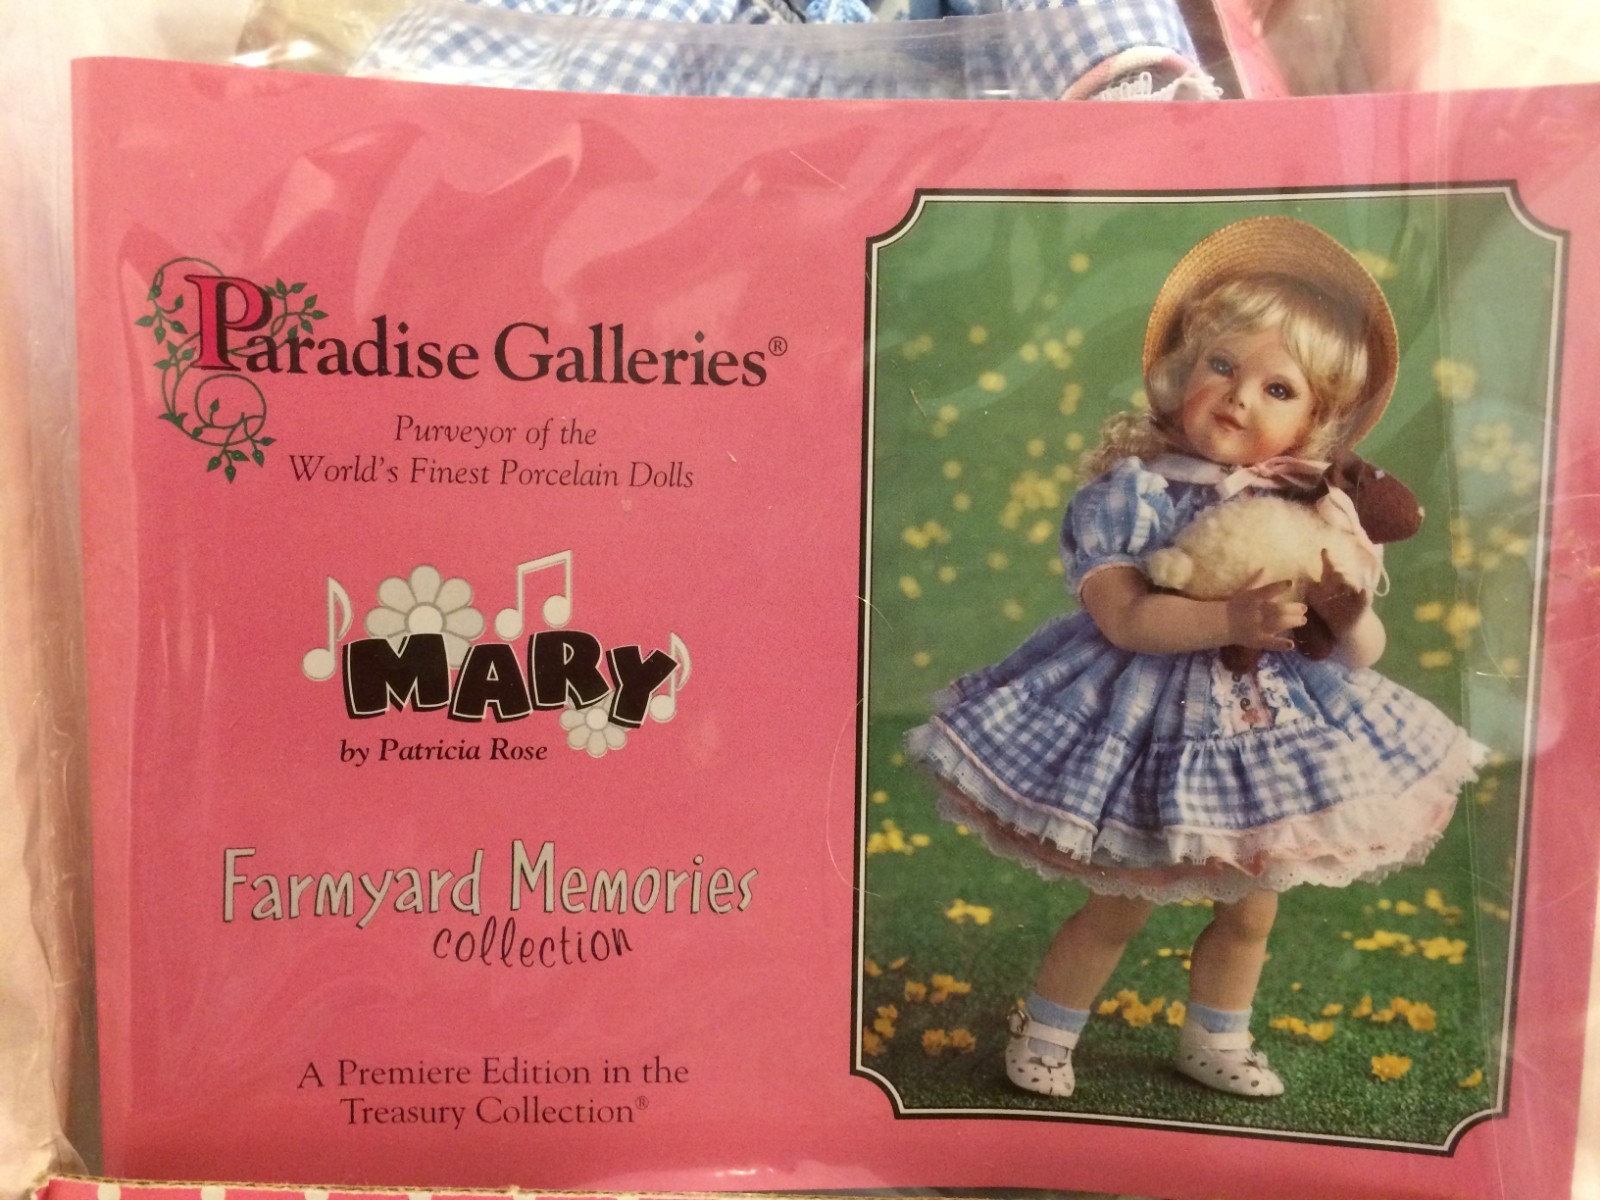 Paradise Galleries®
Purveyor of the
World's Finest Porcelain Dolls
MARY
by Patricia Rose
Farmyard Memories
collection
A Premiere Edition in the
Treasury Collection®